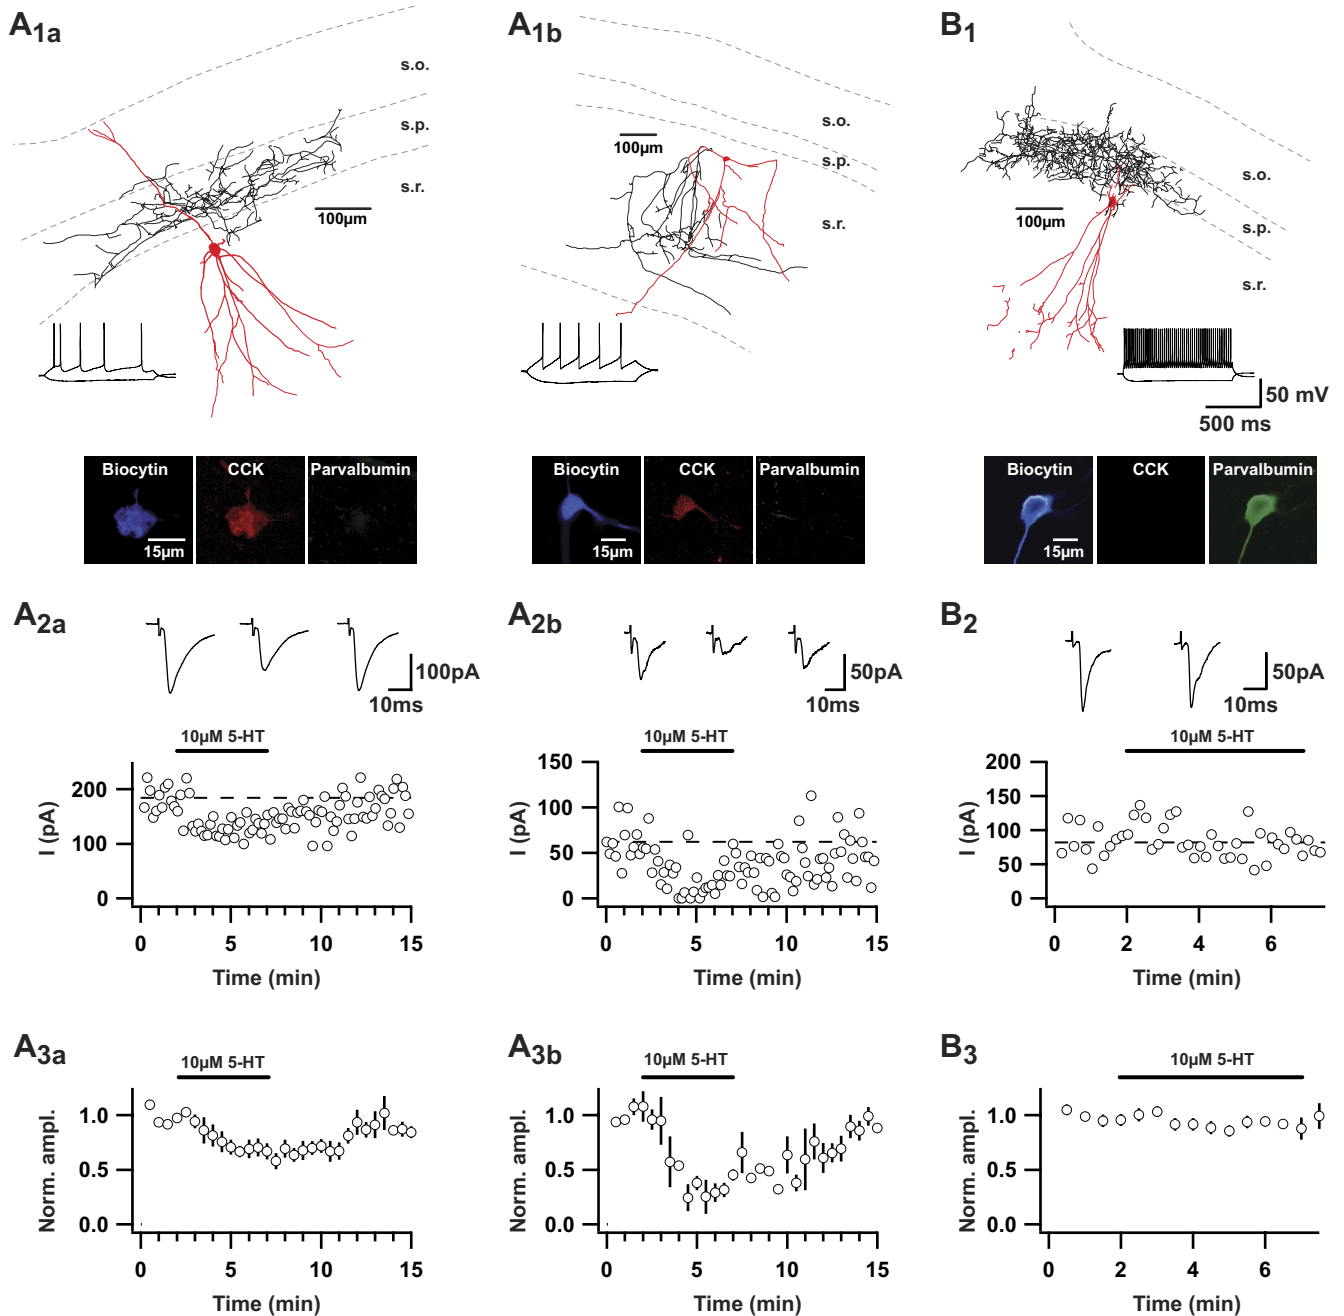 A1a
s.o.
s.p.
s.r.
100µm
A1b
s.o.
s.p.
s.r.
100µm
B1
s.o.
s.p.
s.r.
100µm
50 mV
500 ms
Biocytin CCK Parvalbumin
15µm
Biocytin CCK Parvalbumin
15µm
Biocytin CCK Parvalbumin
15µm
A2a
100pA
10ms
10µM 5-HT
I (pA)
200
100
0
0 5 10 15
Time (min)
A2b
50pA
10ms
10µM 5-HT
I (pA)
150
100
50
0
0 5 10 15
Time (min)
B2
50pA
10ms
10µM 5-HT
I (pA)
200
150
100
50
0
0 2 4 6
Time (min)
A3a
10µM 5-HT
Norm. ampl.
1.0
0.5
0.0
0 5 10 15
Time (min)
A3b
10µM 5-HT
Norm. ampl.
1.0
0.5
0.0
0 5 10 15
Time (min)
B3
10µM 5-HT
Norm. ampl.
1.0
0.5
0.0
0 2 4 6
Time (min)